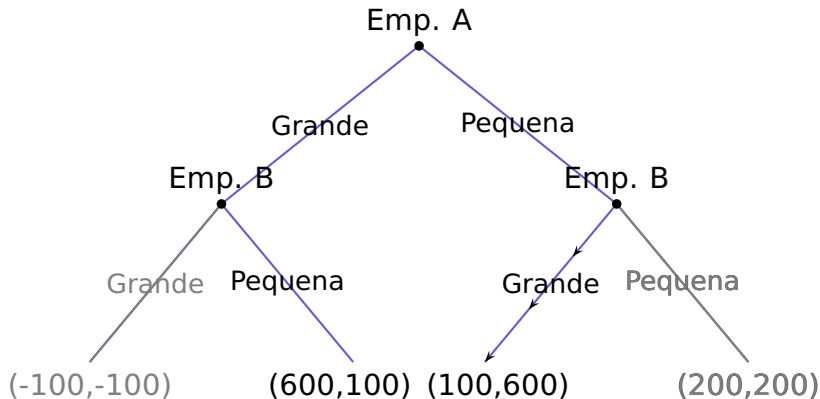 Emp. A
Grande
Pequena
Emp. B
Emp. B
Grande
Pequena
Grande
Pequena
(-100,-100)
(600,100)
(100,600)
(200,200)